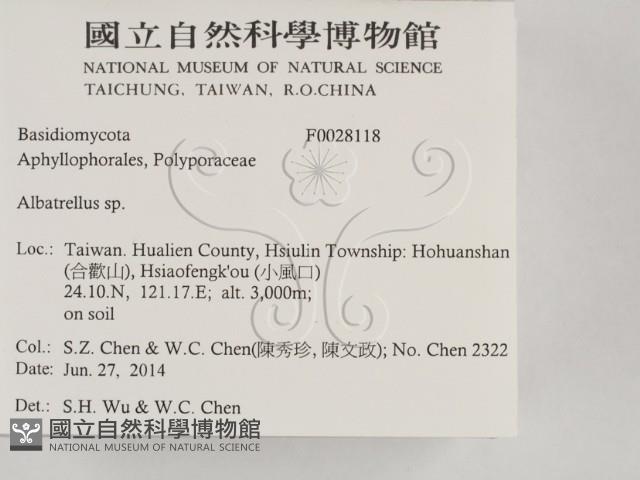 國立自然科學博物館
NATIONAL MUSEUM OF NATURAL SCIENCE
TAICHUNG, TAIWAN, R.O.CHINA
Basidiomycota F0028118
Aphyllophorales, Polyporaceae
Albatrellus sp.
Loc.: Taiwan. Hualien County, Hsiulin Township: Hohuanshan
(合歡山), Hsiaofengk'ou (小風口)
24.10.N, 121.17.E; alt. 3,000m;
on soil
Col.: S.Z. Chen & W.C. Chen(陳秀珍, 陳文政); No. Chen 2322
Date: Jun. 27, 2014
Det.: S.H. Wu & W.C. Chen
國立自然科學博物館
NATIONAL MUSEUM OF NATURAL SCIENCE